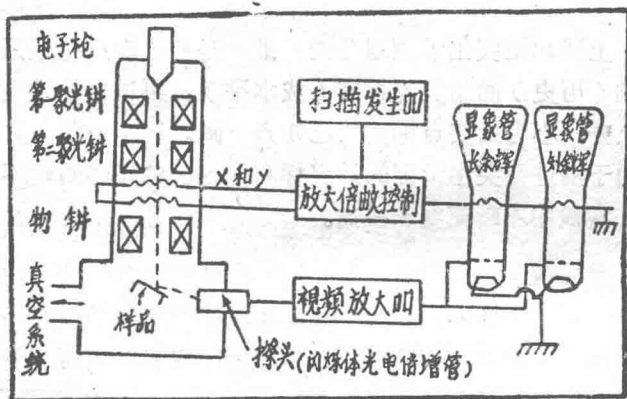 电子枪
第一聚光镜
第二聚光镜
物 镜
真空系统
样品
X和Y
扫描发生器
放大倍数控制
視频放大器
探头(闪烁体光电倍增管)
显象管
长余辉
显象管
短余辉